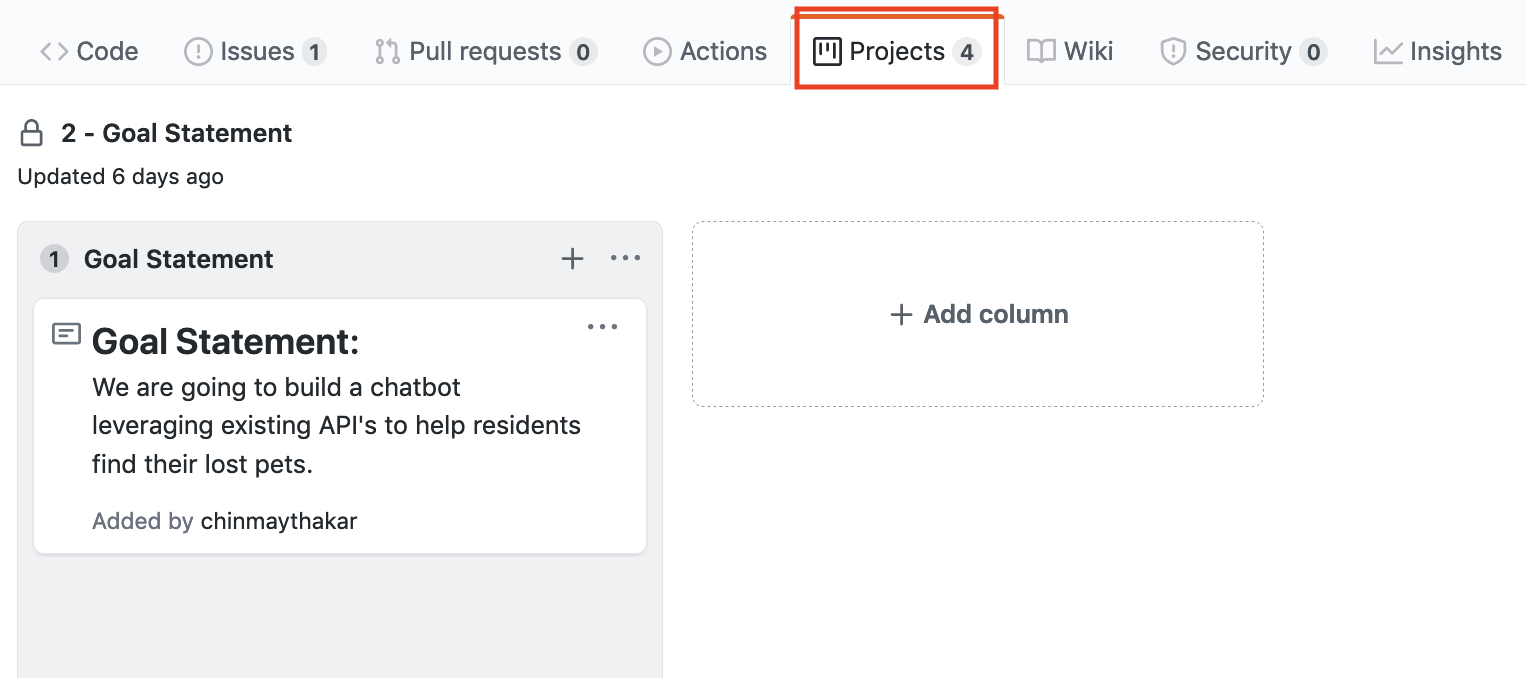 Code Issues 1 Pull requests 0 Actions Projects 4 Wiki Security 0 Insights
2 - Goal Statement
Updated 6 days ago
1 Goal Statement
Goal Statement:
We are going to build a chatbot
leveraging existing API's to help residents
find their lost pets.
Added by chinmaythakar
Add column